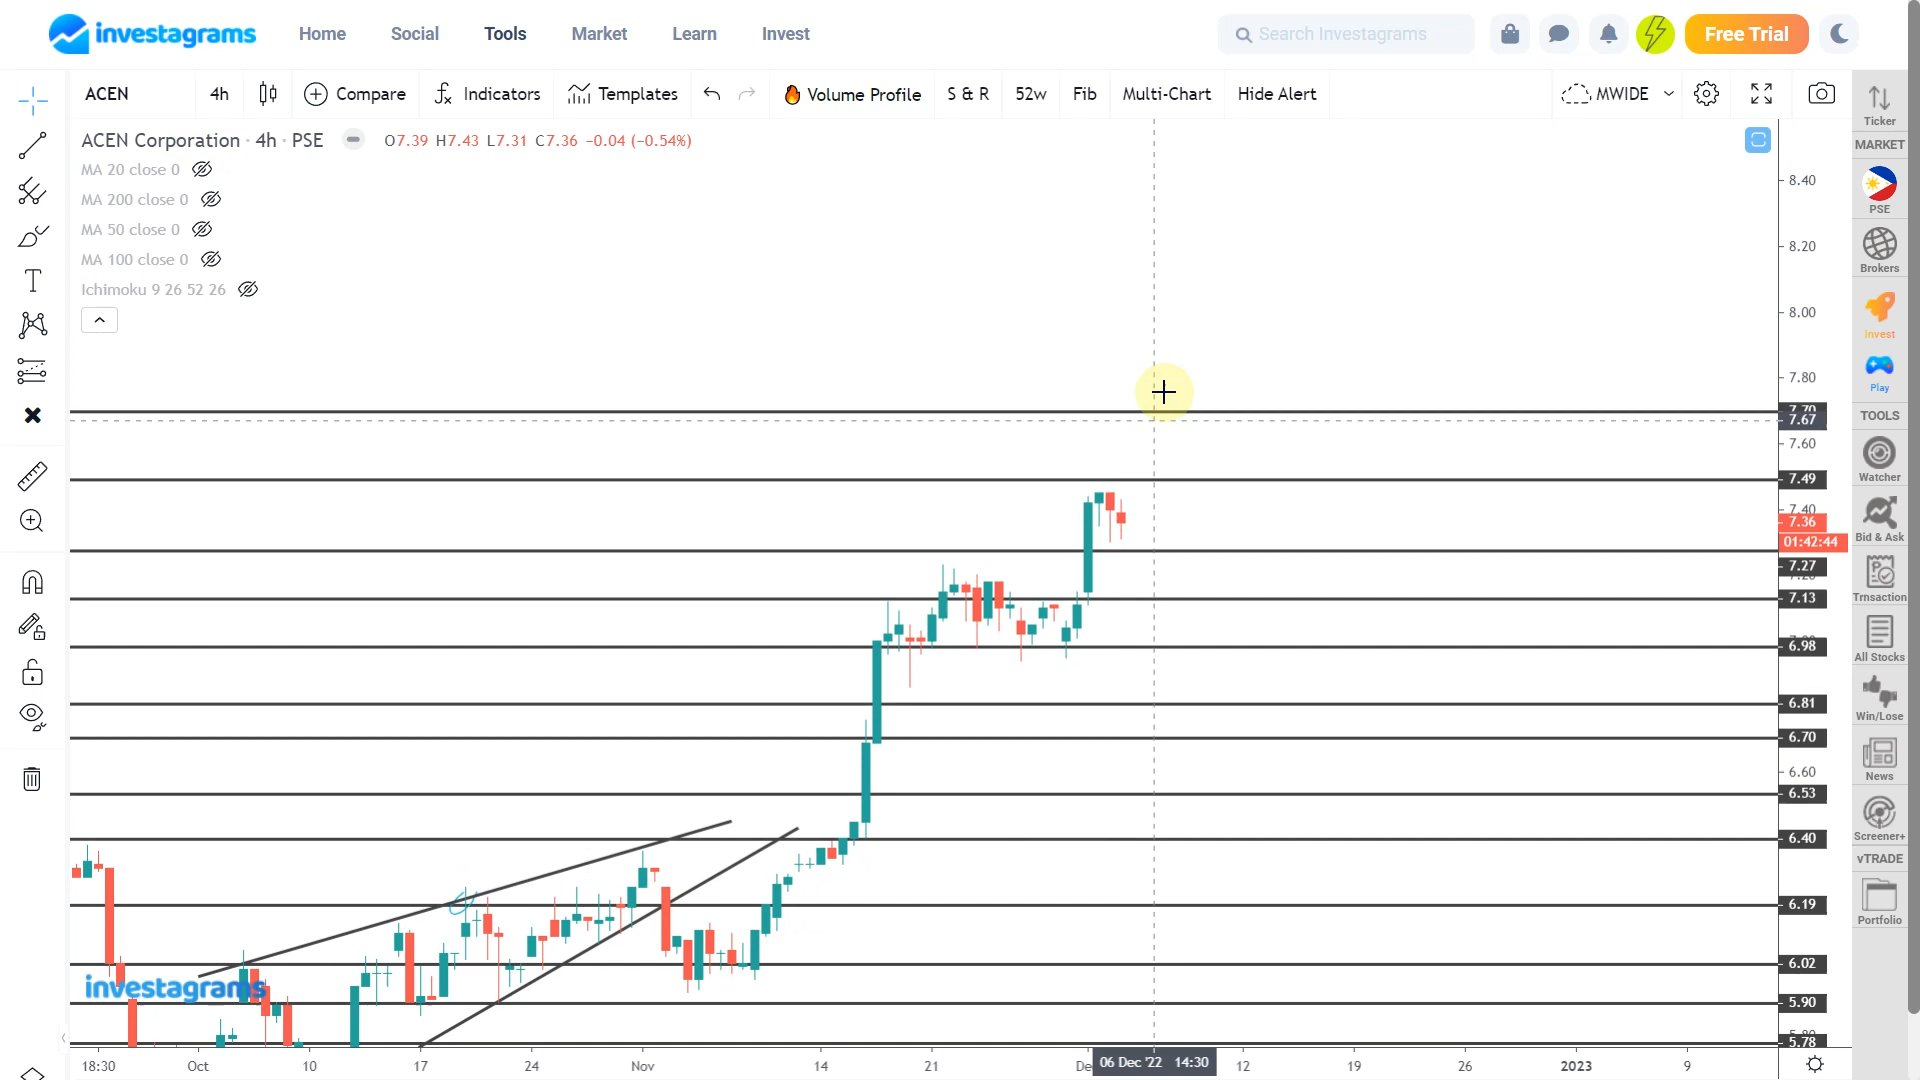 investagrams
Home
Social
Tools
Market
Learn
Invest
Search Investagrams
Free Trial
ACEN
4h
Compare
Indicators
Templates
Volume Profile
S & R
52w
Fib
Multi-Chart
Hide Alert
MWIDE
ACEN Corporation · 4h · PSE
O7.39 H7.43 L7.31 C7.36 −0.04 (−0.54%)
MA 20 close 0
MA 200 close 0
MA 50 close 0
MA 100 close 0
Ichimoku 9 26 52 26
8.40
8.20
8.00
7.80
7.70
7.67
7.60
7.49
7.40
7.36
01:42:44
7.27
7.13
6.98
6.81
6.70
6.60
6.53
6.40
6.19
6.02
5.90
5.78
investagrams
18:30
Oct
10
17
24
Nov
14
21
06 Dec '22 14:30
12
19
26
2023
9
Ticker
MARKET
PSE
Brokers
Invest
Play
TOOLS
Watcher
Bid & Ask
Trnsaction
All Stocks
Win/Lose
News
Screener+
vTRADE
Portfolio